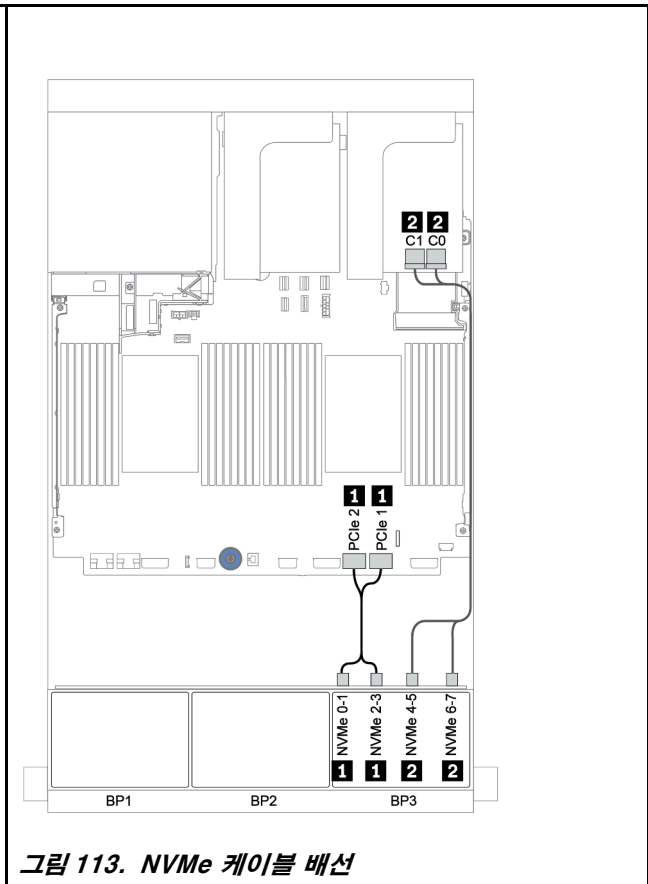 2 2
C1 C0
1 1
PCIe 2
PCIe 1
NVMe 0-1
NVMe 2-3
NVMe 4-5
NVMe 6-7
1 1 2 2
BP1 BP2 BP3
그림 113. NVMe 케이블 배선